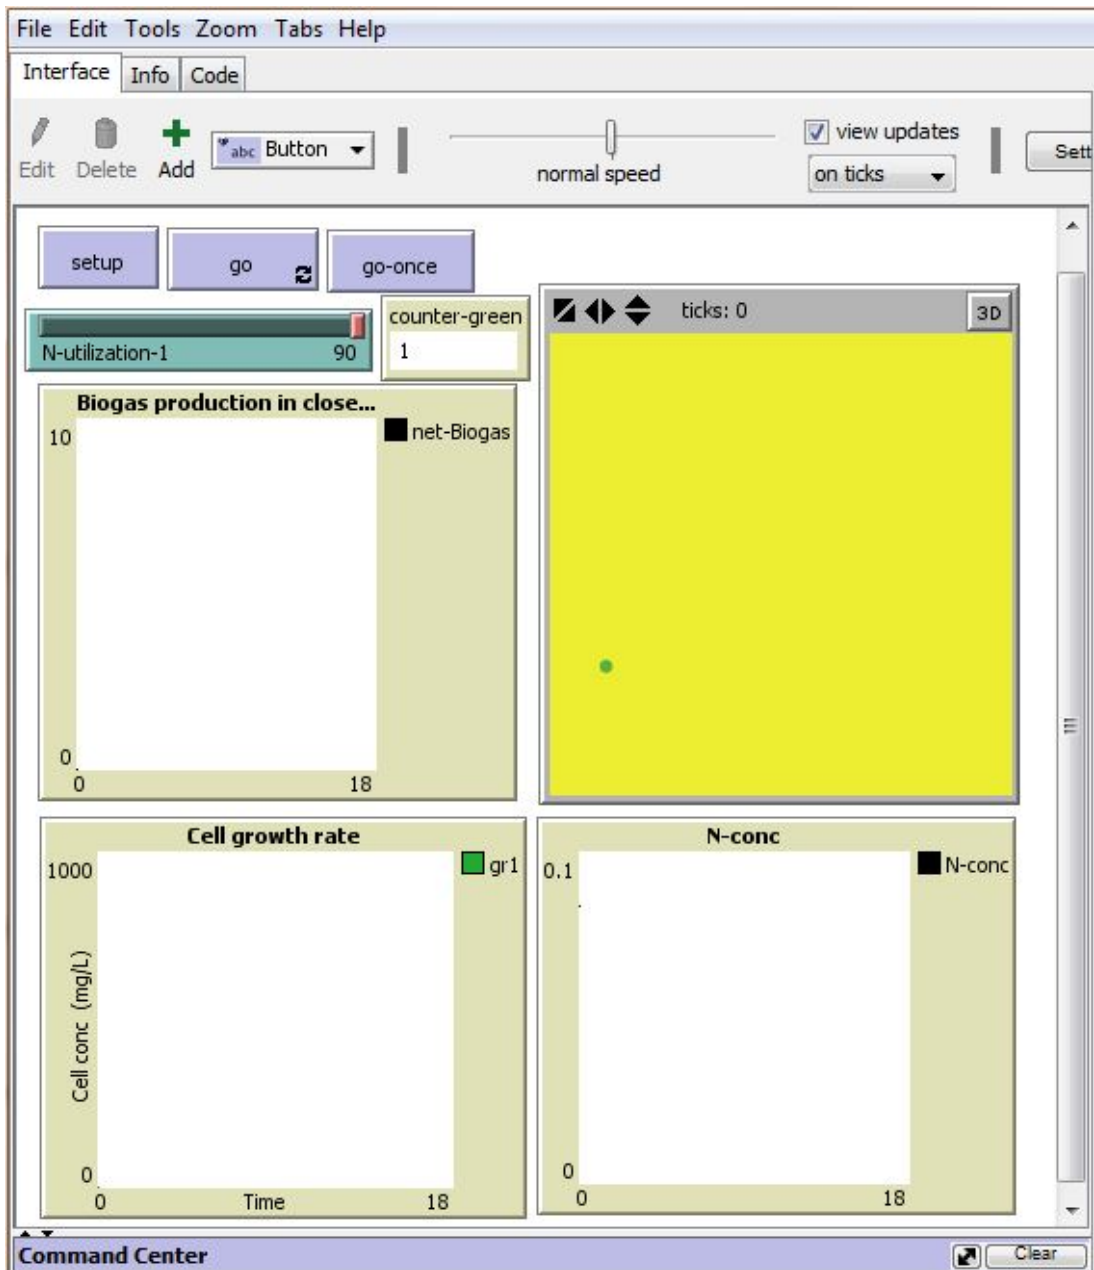 File Edit Tools Zoom Tabs Help
Interface Info Code
Edit Delete Add abc Button normal speed view updates
on ticks
Sett
setup go go-once
N-utilization-1 90
counter-green
1
ticks: 0 3D
Biogas production in close...
10
0
0 18
net-Biogas
Cell growth rate
1000
Cell conc (mg/L)
0
0 Time 18
gr1
N-conc
0.1
0
0 18
N-conc
Command Center Clear